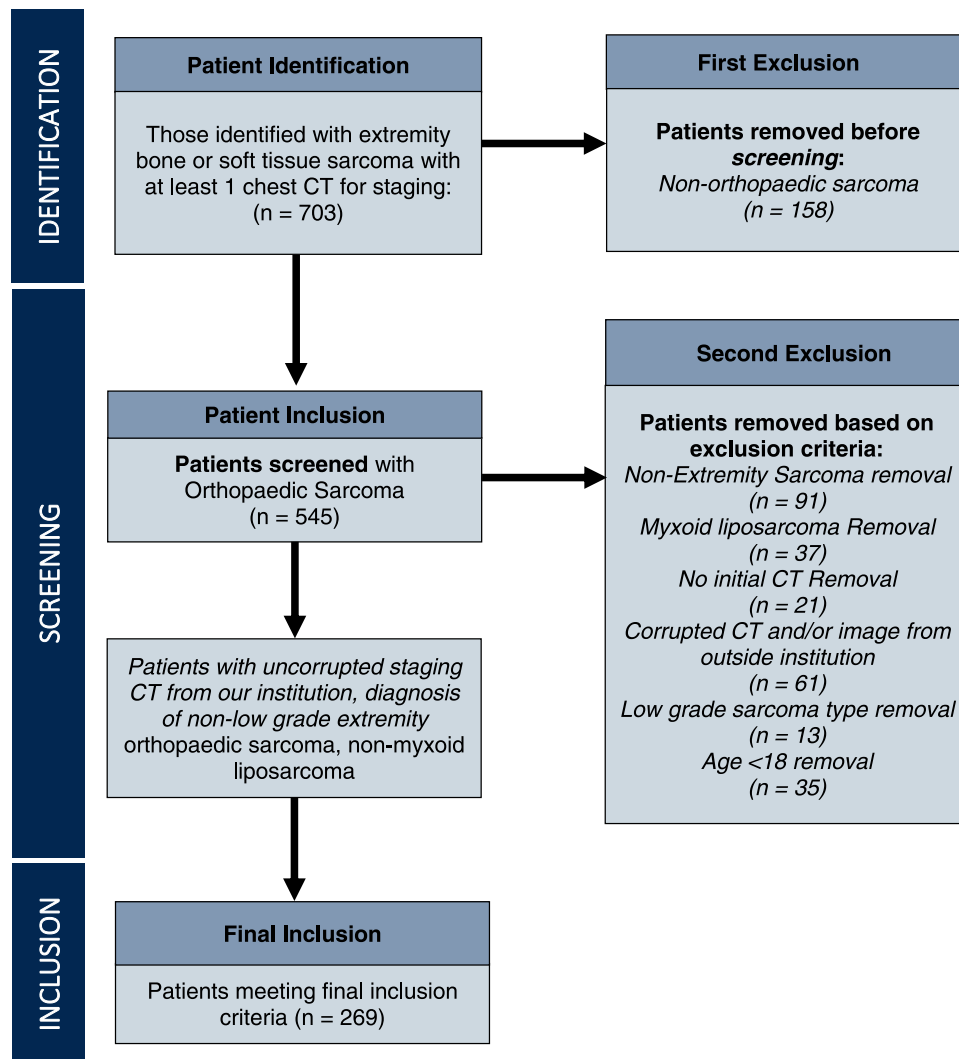 IDENTIFICATION
Patient Identification
Those identified with extremity
bone or soft tissue sarcoma with
at least 1 chest CT for staging:
(n = 703)
First Exclusion
Patients removed before
screening:
Non-orthopaedic sarcoma
(n = 158)
SCREENING
Patient Inclusion
Patients screened with
Orthopaedic Sarcoma
(n = 545)
Second Exclusion
Patients removed based on
exclusion criteria:
Non-Extremity Sarcoma removal
(n = 91)
Myxoid liposarcoma Removal
(n = 37)
No initial CT Removal
(n = 21)
Corrupted CT and/or image from
outside institution
(n = 61)
Low grade sarcoma type removal
(n = 13)
Age <18 removal
(n = 35)
Patients with uncorrupted staging
CT from our institution, diagnosis
of non-low grade extremity
orthopaedic sarcoma, non-myxoid
liposarcoma
INCLUSION
Final Inclusion
Patients meeting final inclusion
criteria (n = 269)